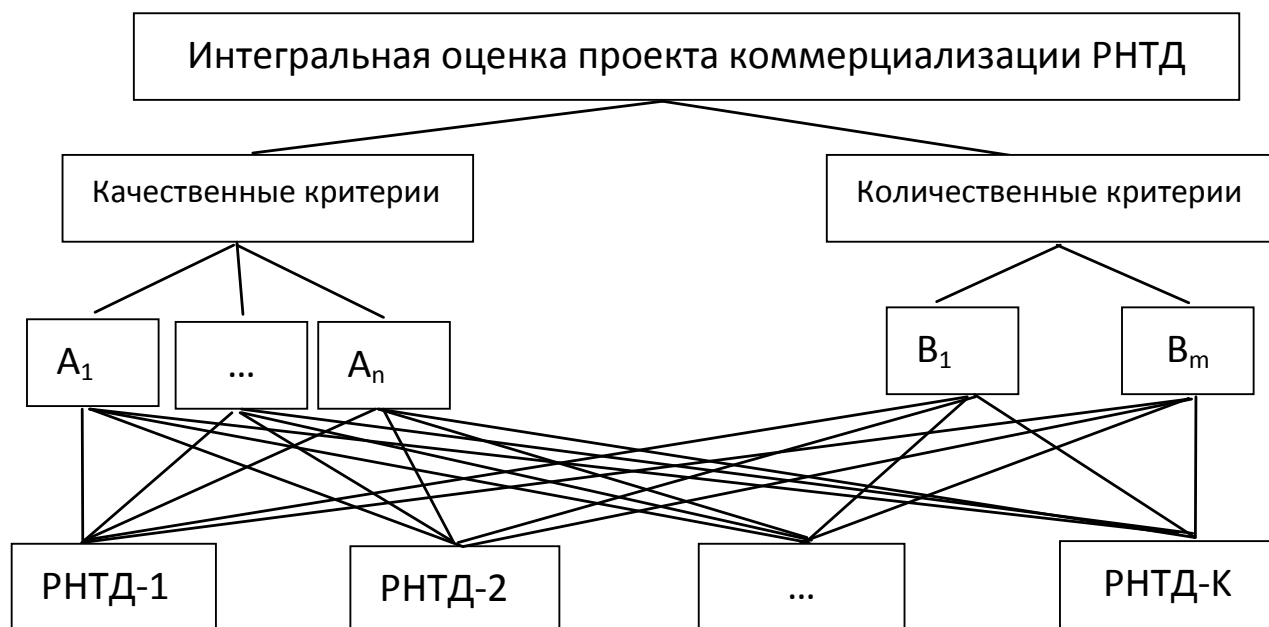 Интегральная оценка проекта коммерциализации РНТД
Качественные критерии
Количественные критерии
A₁
...
Aₙ
B₁
Bₘ
РНТД-1
РНТД-2
...
РНТД-K